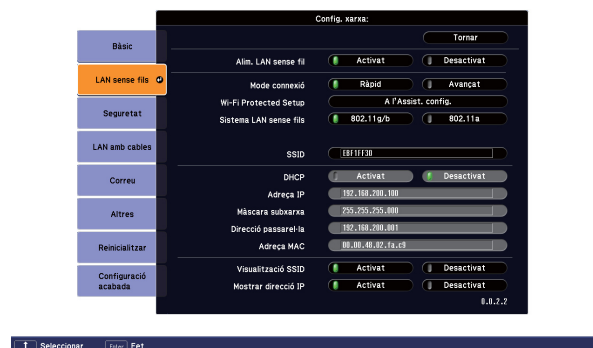 Config. xarxa:
Tornar
Bàsic
Alim. LAN sense fil Activat Desactivat
LAN sense fils
Mode connexió Ràpid Avançat
Wi-Fi Protected Setup A l'Assist. config.
Seguretat
Sistema LAN sense fils 802.11g/b 802.11a
LAN amb cables
SSID EBF1FF3D
Correu
DHCP Activat Desactivat
Adreça IP 192.168.200.100
Altres
Màscara subxarxa 255.255.255.000
Direcció passarel·la 192.168.200.001
Reinicialitzar
Adreça MAC 00.00.48.02.fa.c9
Visualització SSID Activat Desactivat
Configuració
acabada
Mostrar direcció IP Activat Desactivat
0.0.2.2
Seleccionar Enter Fet